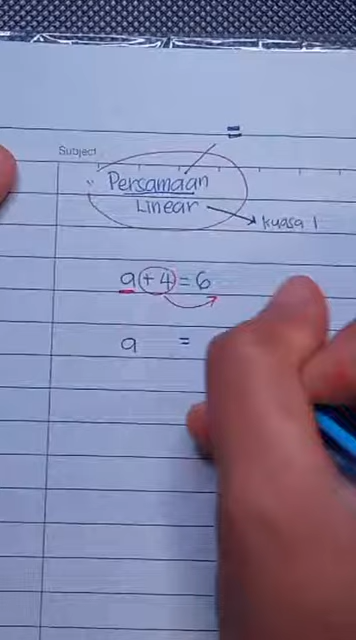 =
Subject
Persamaan
Linear
kuasa 1
a + 4 = 6
a =